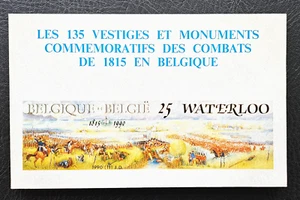 LES 135 VESTIGES ET MONUMENTS
COMMEMORATIFS DES COMBATS
DE 1815 EN BELGIQUE
BELGIQUE BELGIË 25 WATERLOO
1815 1990